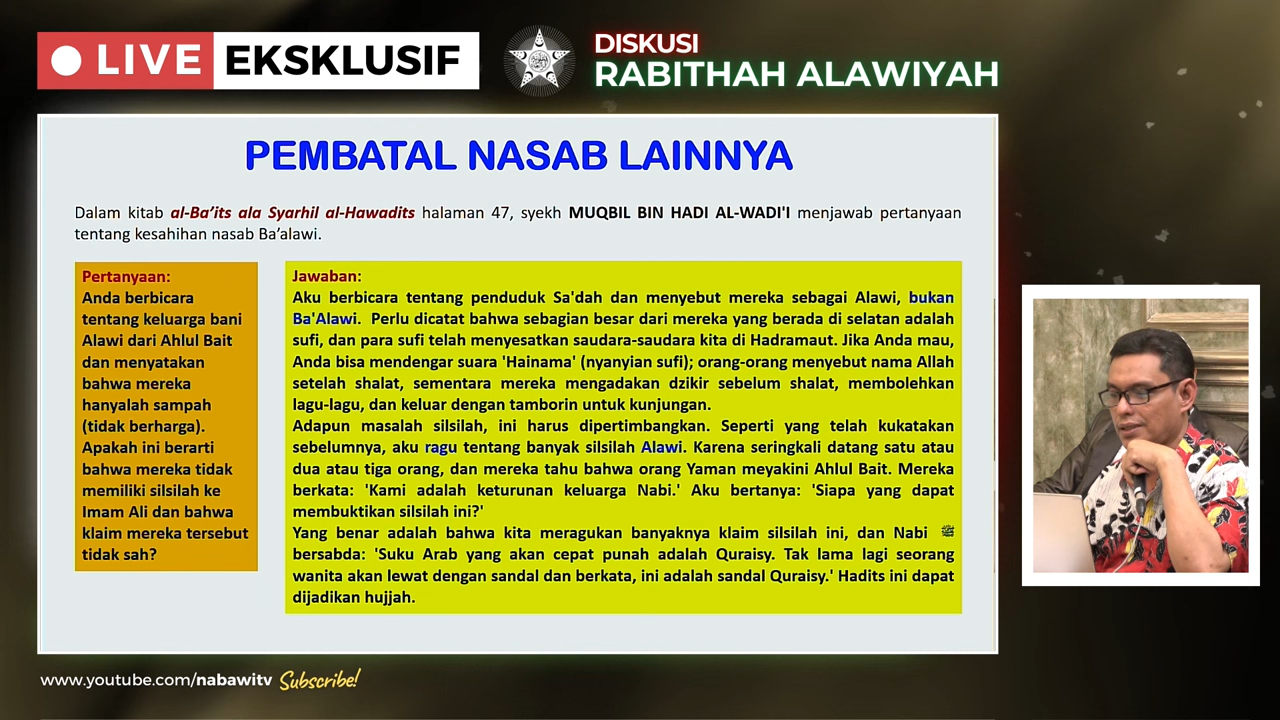 LIVE EKSKLUSIF
DISKUSI
RABITHAH ALAWIYAH
PEMBATAL NASAB LAINNYA
Dalam kitab al-Ba’its ala Syarhil al-Hawadits halaman 47, syekh MUQBIL BIN HADI AL-WADI'I menjawab pertanyaan
tentang kesahihan nasab Ba’alawi.
Pertanyaan:
Anda berbicara
tentang keluarga bani
Alawi dari Ahlul Bait
dan menyatakan
bahwa mereka
hanyalah sampah
(tidak berharga).
Apakah ini berarti
bahwa mereka tidak
memiliki silsilah ke
Imam Ali dan bahwa
klaim mereka tersebut
tidak sah?
Jawaban:
Aku berbicara tentang penduduk Sa'dah dan menyebut mereka sebagai Alawi, bukan
Ba'Alawi. Perlu dicatat bahwa sebagian besar dari mereka yang berada di selatan adalah
sufi, dan para sufi telah menyesatkan saudara-saudara kita di Hadramaut. Jika Anda mau,
Anda bisa mendengar suara 'Hainama' (nyanyian sufi); orang-orang menyebut nama Allah
setelah shalat, sementara mereka mengadakan dzikir sebelum shalat, membolehkan
lagu-lagu, dan keluar dengan tamborin untuk kunjungan.
Adapun masalah silsilah, ini harus dipertimbangkan. Seperti yang telah kukatakan
sebelumnya, aku ragu tentang banyak silsilah Alawi. Karena seringkali datang satu atau
dua atau tiga orang, dan mereka tahu bahwa orang Yaman meyakini Ahlul Bait. Mereka
berkata: 'Kami adalah keturunan keluarga Nabi.' Aku bertanya: 'Siapa yang dapat
membuktikan silsilah ini?'
Yang benar adalah bahwa kita meragukan banyaknya klaim silsilah ini, dan Nabi ﷺ
bersabda: 'Suku Arab yang akan cepat punah adalah Quraisy. Tak lama lagi seorang
wanita akan lewat dengan sandal dan berkata, ini adalah sandal Quraisy.' Hadits ini dapat
dijadikan hujjah.
www.youtube.com/nabawitv Subscribe!